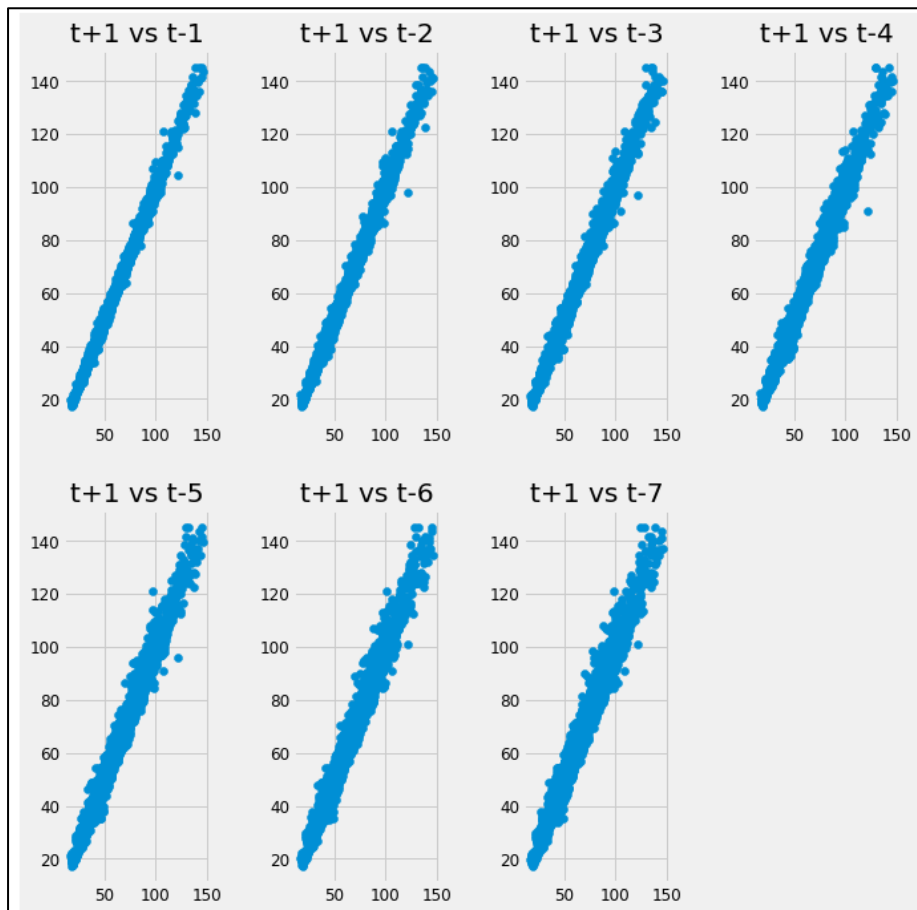 t+1 vs t-1 t+1 vs t-2 t+1 vs t-3 t+1 vs t-4
140 140 140 140
120 120 120 120
100 100 100 100
80 80 80 80
60 60 60 60
40 40 40 40
20 20 20 20
50 100 150 50 100 150 50 100 150 50 100 150
t+1 vs t-5 t+1 vs t-6 t+1 vs t-7
140 140 140
120 120 120
100 100 100
80 80 80
60 60 60
40 40 40
20 20 20
50 100 150 50 100 150 50 100 150